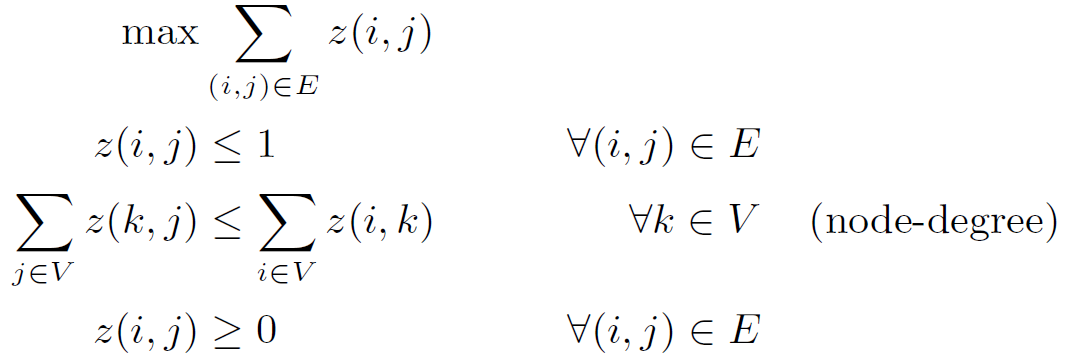 max ∑_{(i,j)∈E} z(i, j)
z(i, j) ≤ 1 ∀(i, j) ∈ E
∑_{j∈V} z(k, j) ≤ ∑_{i∈V} z(i, k) ∀k ∈ V (node-degree)
z(i, j) ≥ 0 ∀(i, j) ∈ E